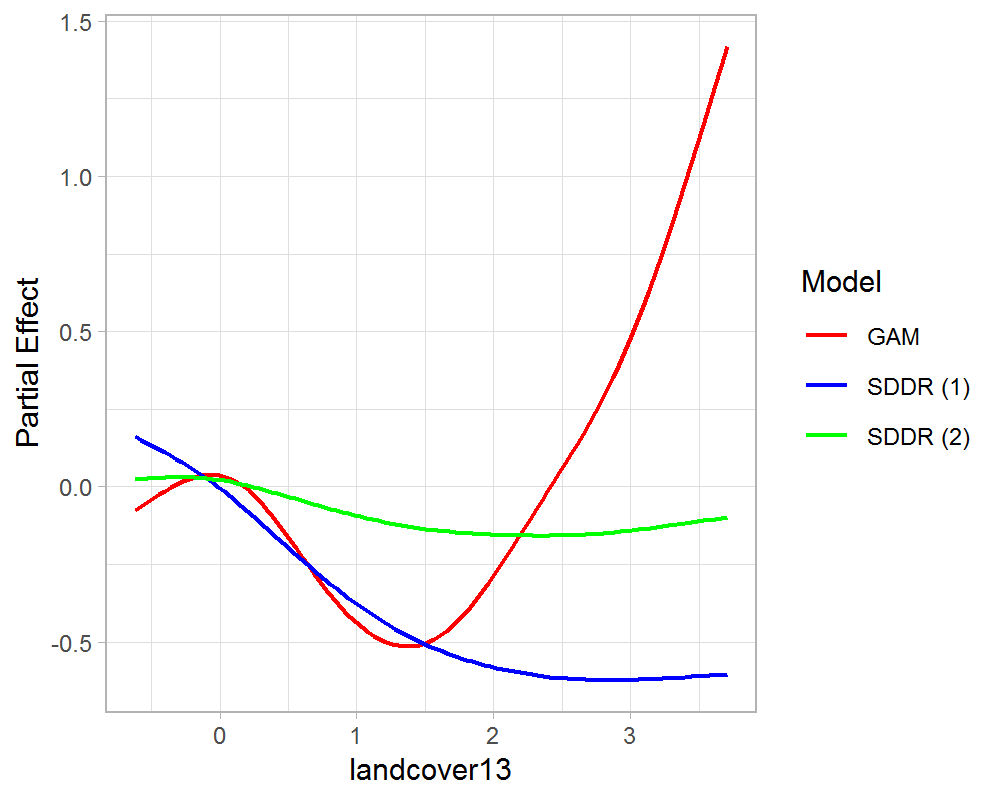 1.5
1.0
0.5
0.0
-0.5
0
1
2
3
Partial Effect
landcover13
Model
GAM
SDDR (1)
SDDR (2)